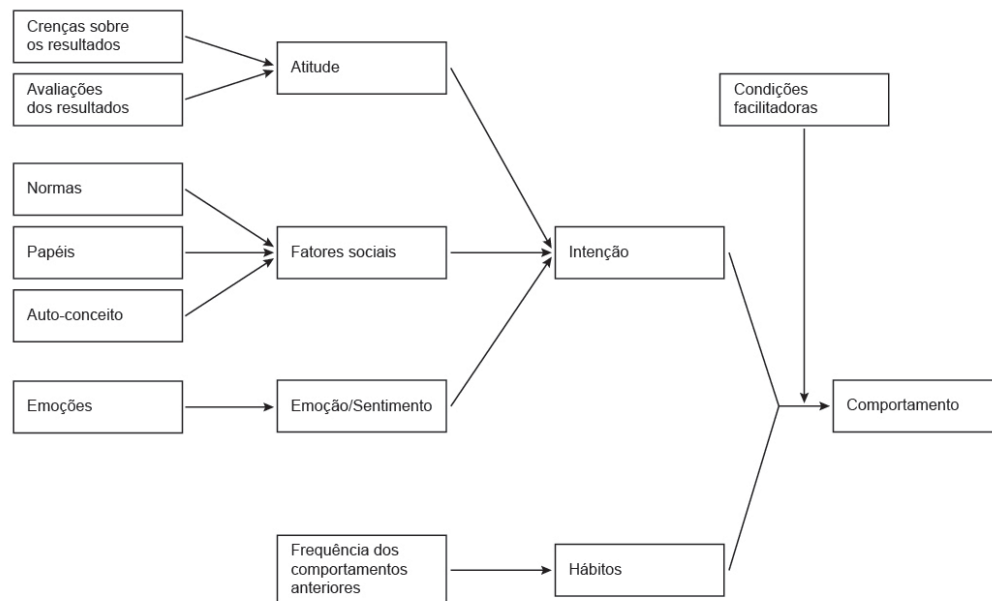 Crenças sobre
os resultados
Avaliações
dos resultados
Atitude
Condições
facilitadoras
Normas
Papéis
Auto-conceito
Fatores sociais
Intenção
Emoções
Emoção/Sentimento
Comportamento
Frequência dos
comportamentos
anteriores
Hábitos